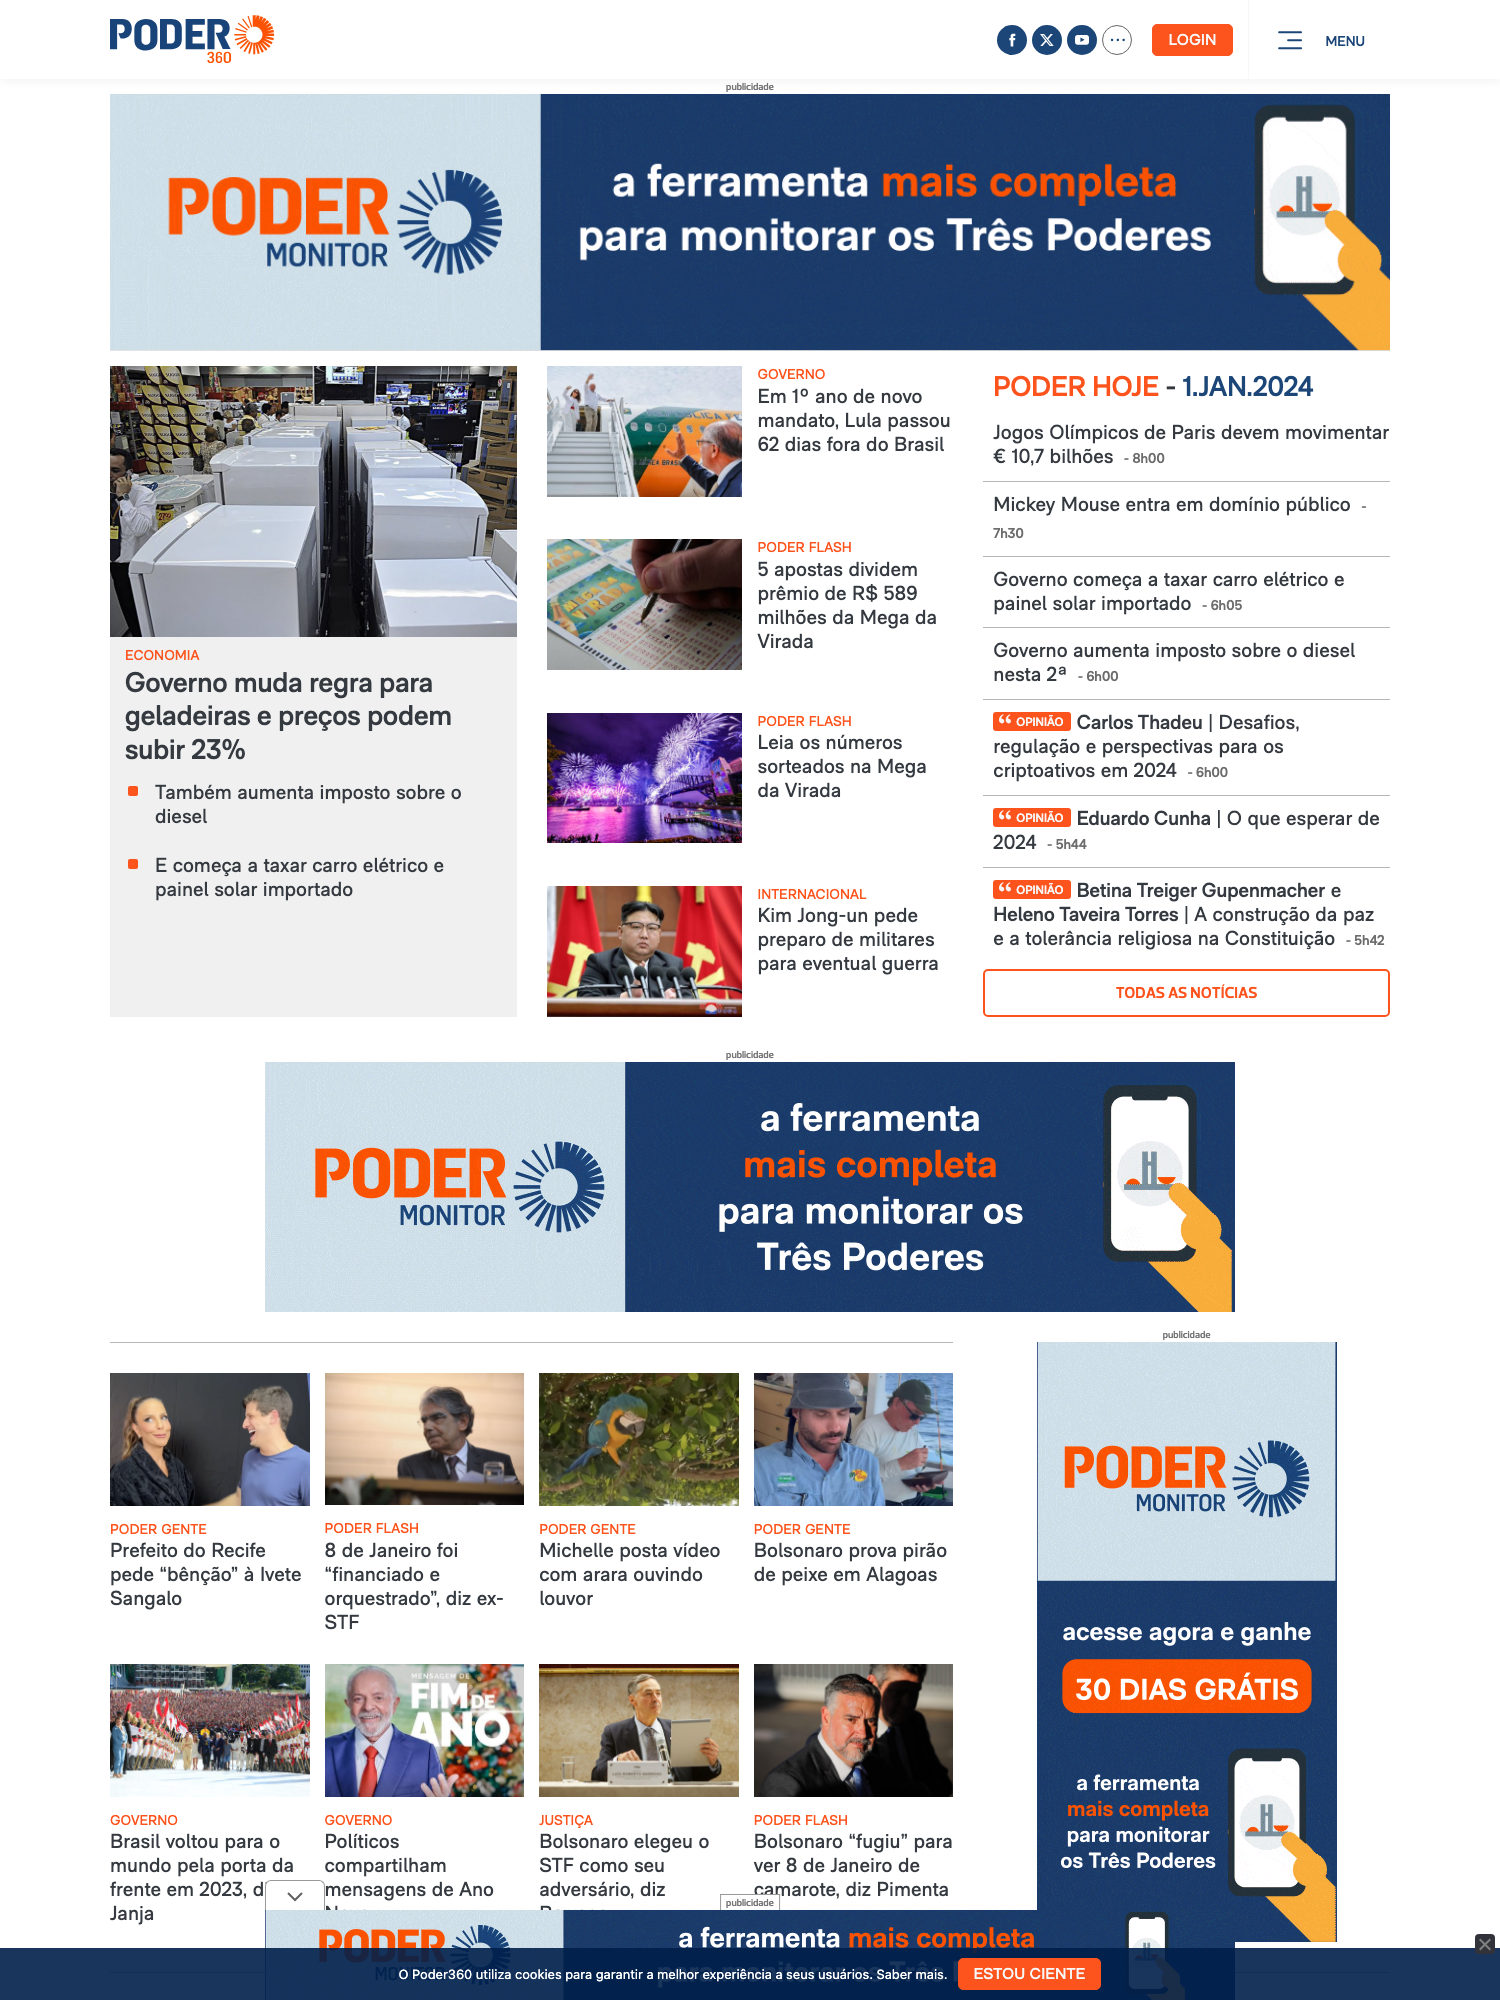 PODER
360
LOGIN
MENU
publicidade
PODER
MONITOR
a ferramenta mais completa
para monitorar os Três Poderes
ECONOMIA
Governo muda regra para
geladeiras e preços podem
subir 23%
Também aumenta imposto sobre o
diesel
E começa a taxar carro elétrico e
painel solar importado
GOVERNO
Em 1º ano de novo
mandato, Lula passou
62 dias fora do Brasil
PODER FLASH
5 apostas dividem
prêmio de R$ 589
milhões da Mega da
Virada
PODER FLASH
Leia os números
sorteados na Mega
da Virada
INTERNACIONAL
Kim Jong-un pede
preparo de militares
para eventual guerra
PODER HOJE - 1.JAN.2024
Jogos Olímpicos de Paris devem movimentar
€ 10,7 bilhões - 8h00
Mickey Mouse entra em domínio público -
7h30
Governo começa a taxar carro elétrico e
painel solar importado - 6h05
Governo aumenta imposto sobre o diesel
nesta 2ª - 6h00
OPINIÃO Carlos Thadeu | Desafios,
regulação e perspectivas para os
criptoativos em 2024 - 6h00
OPINIÃO Eduardo Cunha | O que esperar de
2024 - 5h44
OPINIÃO Betina Treiger Gupenmacher e
Heleno Taveira Torres | A construção da paz
e a tolerância religiosa na Constituição - 5h42
TODAS AS NOTÍCIAS
publicidade
PODER
MONITOR
a ferramenta
mais completa
para monitorar os
Três Poderes
PODER GENTE
Prefeito do Recife
pede “bênção” à Ivete
Sangalo
PODER FLASH
8 de Janeiro foi
“financiado e
orquestrado”, diz ex-
STF
PODER GENTE
Michelle posta vídeo
com arara ouvindo
louvor
PODER GENTE
Bolsonaro prova pirão
de peixe em Alagoas
publicidade
PODER
MONITOR
acesse agora e ganhe
30 DIAS GRÁTIS
a ferramenta
mais completa
para monitorar
os Três Poderes
MENSAGEM DE
FIM DE
ANO
GOVERNO
Brasil voltou para o
mundo pela porta da
frente em 2023, d
Janja
GOVERNO
Políticos
compartilham
mensagens de Ano
JUSTIÇA
Bolsonaro elegeu o
STF como seu
adversário, diz
PODER FLASH
Bolsonaro “fugiu” para
ver 8 de Janeiro de
camarote, diz Pimenta
publicidade
PODER
a ferramenta mais completa
O Poder360 utiliza cookies para garantir a melhor experiência a seus usuários. Saber mais.
ESTOU CIENTE